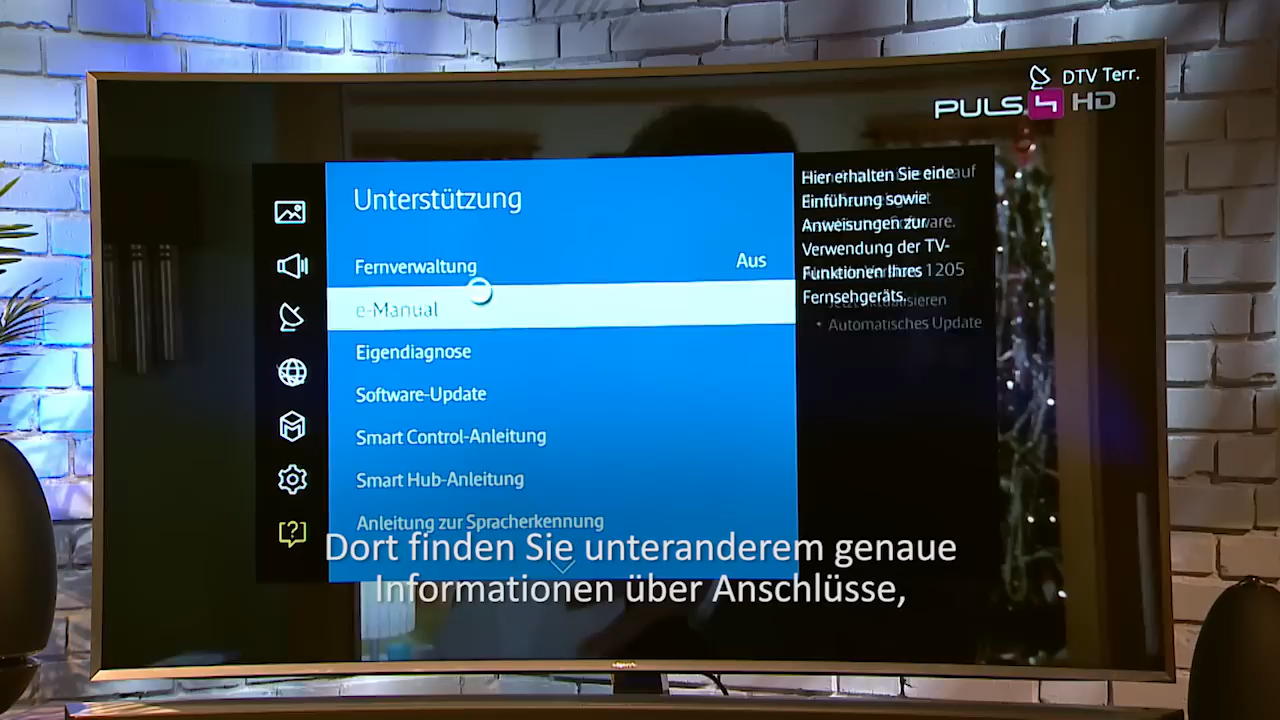 DTV Terr.
PULS 4 HD
Unterstützung
Fernverwaltung Aus
e-Manual
Eigendiagnose
Software-Update
Smart Control-Anleitung
Smart Hub-Anleitung
Anleitung zur Spracherkennung
Hier erhalten Sie eine auf
Einführung sowie
Anweisungen zur
Verwendung der TV-
Funktionen Ihres 1205
Fernsehgeräts.
• Automatisches Update
Dort finden Sie unteranderem genaue
Informationen über Anschlüsse,